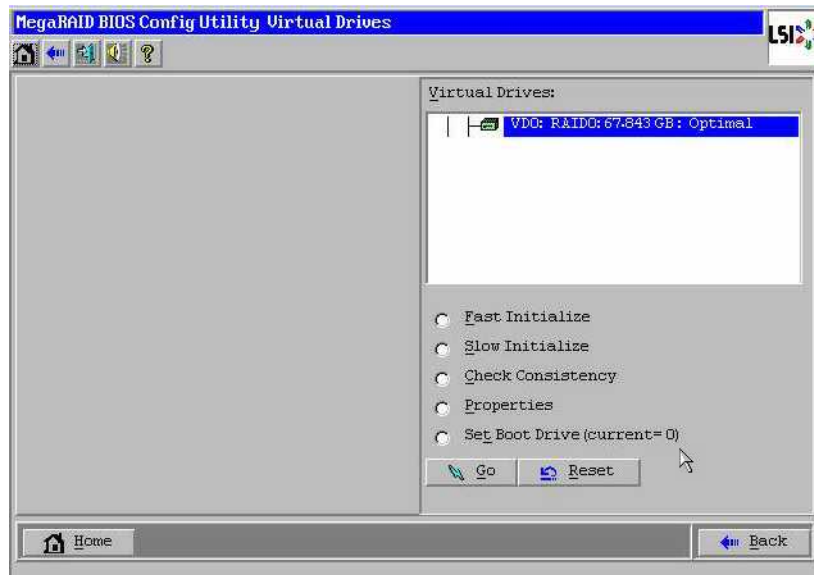 MegaRAID BIOS Config Utility Virtual Drives
LSI
?
Virtual Drives:
VD0: RAID0: 67.843 GB: Optimal
Fast Initialize
Slow Initialize
Check Consistency
Properties
Set Boot Drive (current= 0)
Go
Reset
Home
Back